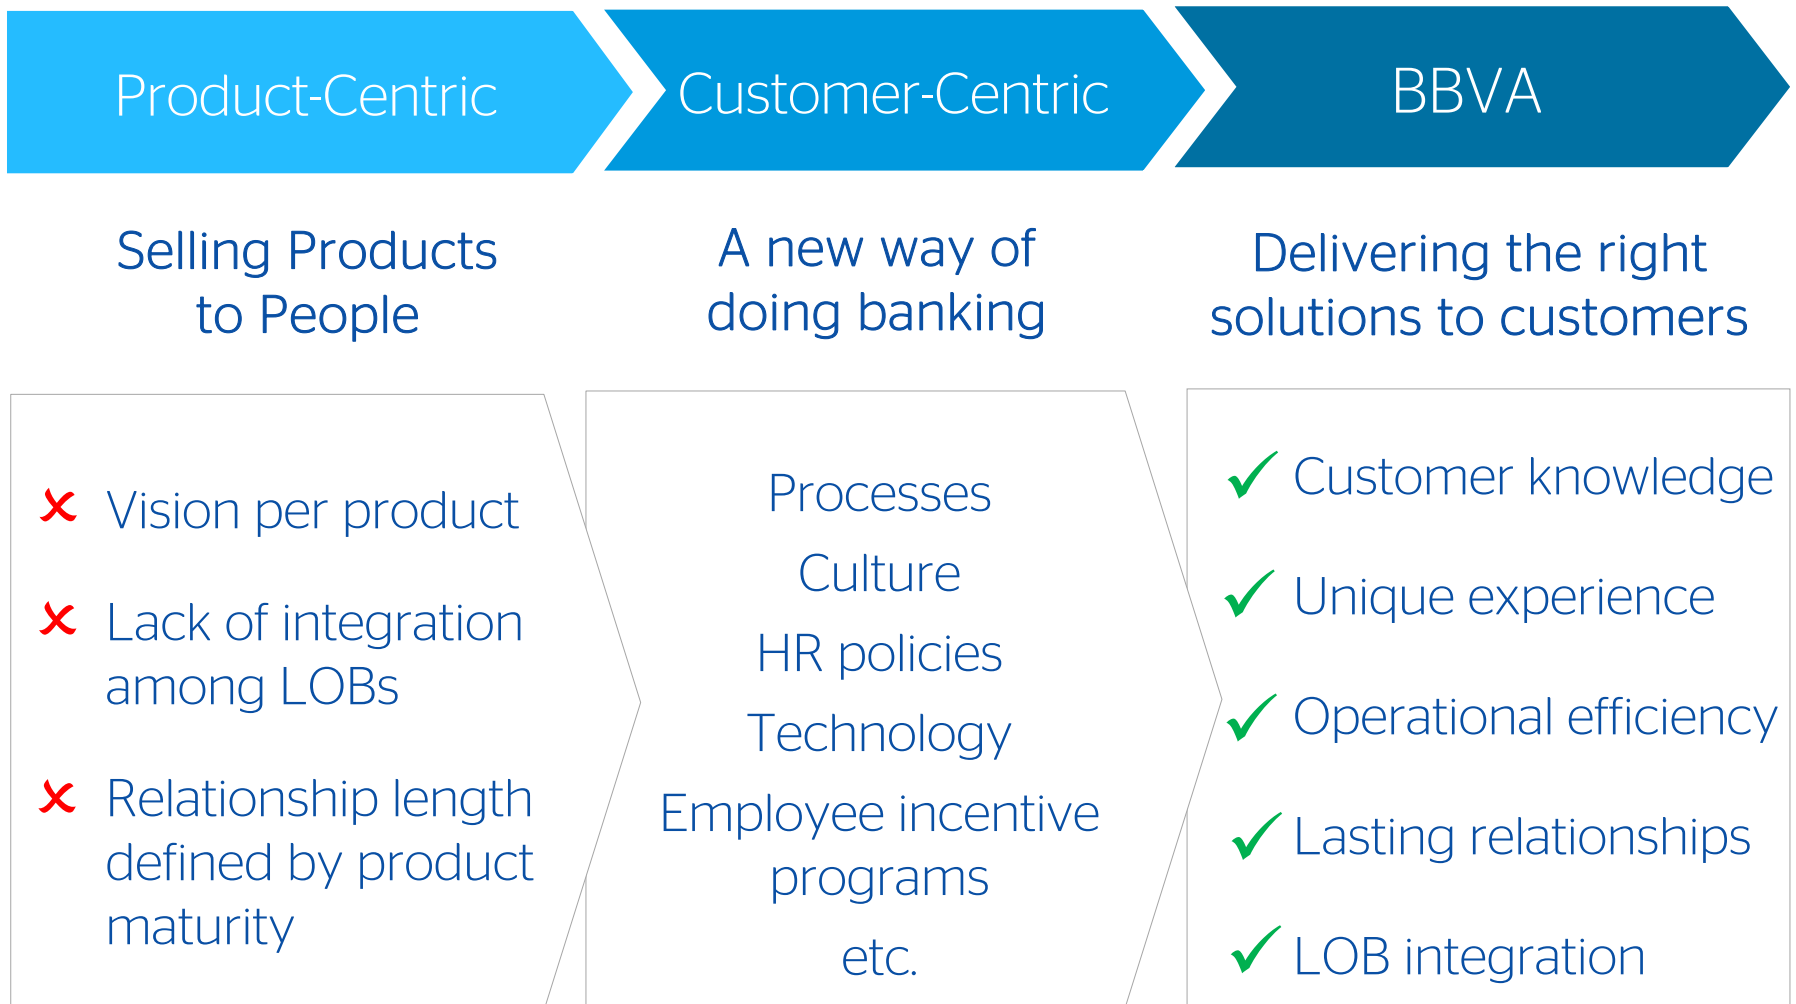 Product-Centric
Customer-Centric
BBVA
Selling Products
to People
A new way of
doing banking
Delivering the right
solutions to customers
Vision per product
Lack of integration
among LOBs
Relationship length
defined by product
maturity
Processes
Culture
HR policies
Technology
Employee incentive
programs
etc.
Customer knowledge
Unique experience
Operational efficiency
Lasting relationships
LOB integration